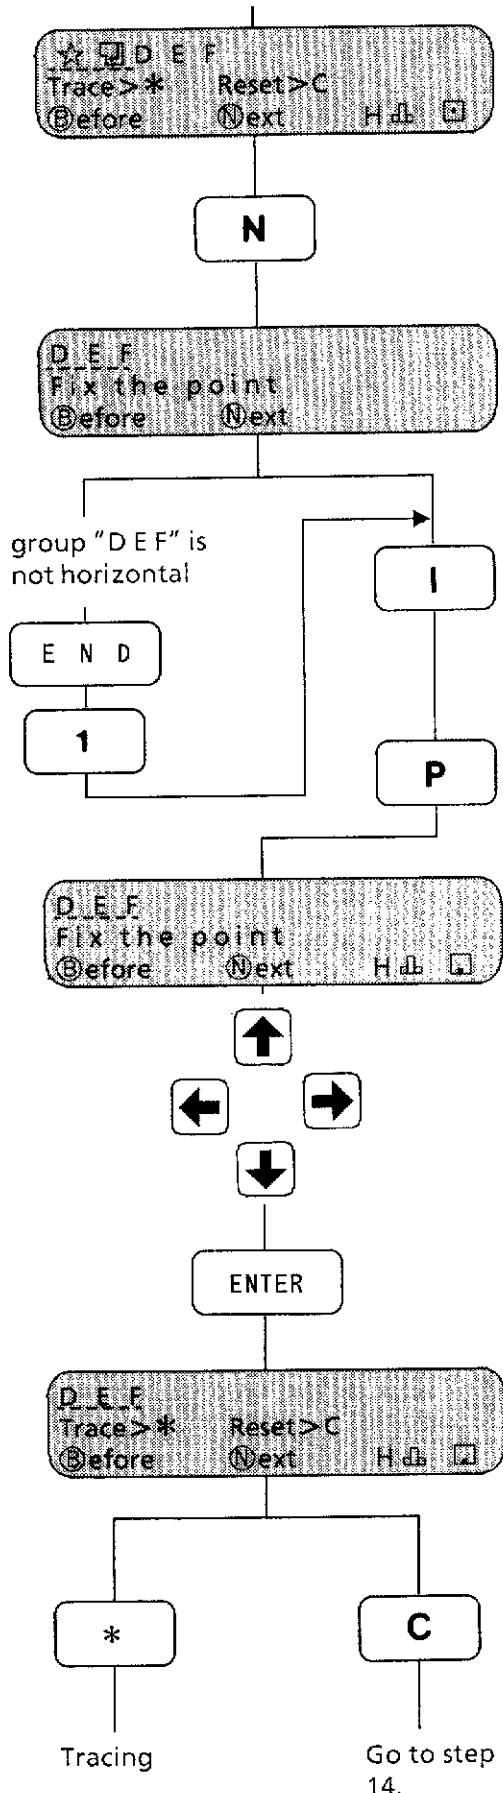 ☆ D E F
Trace>* Reset>C
Ⓑefore Ⓝext H
N
D E F
Fix the point
Ⓑefore Ⓝext
group "D E F" is
not horizontal
I
E N D
1
P
D E F
Fix the point
Ⓑefore Ⓝext H
ENTER
D E F
Trace>* Reset>C
Ⓑefore Ⓝext H
* C
Tracing Go to step
14.